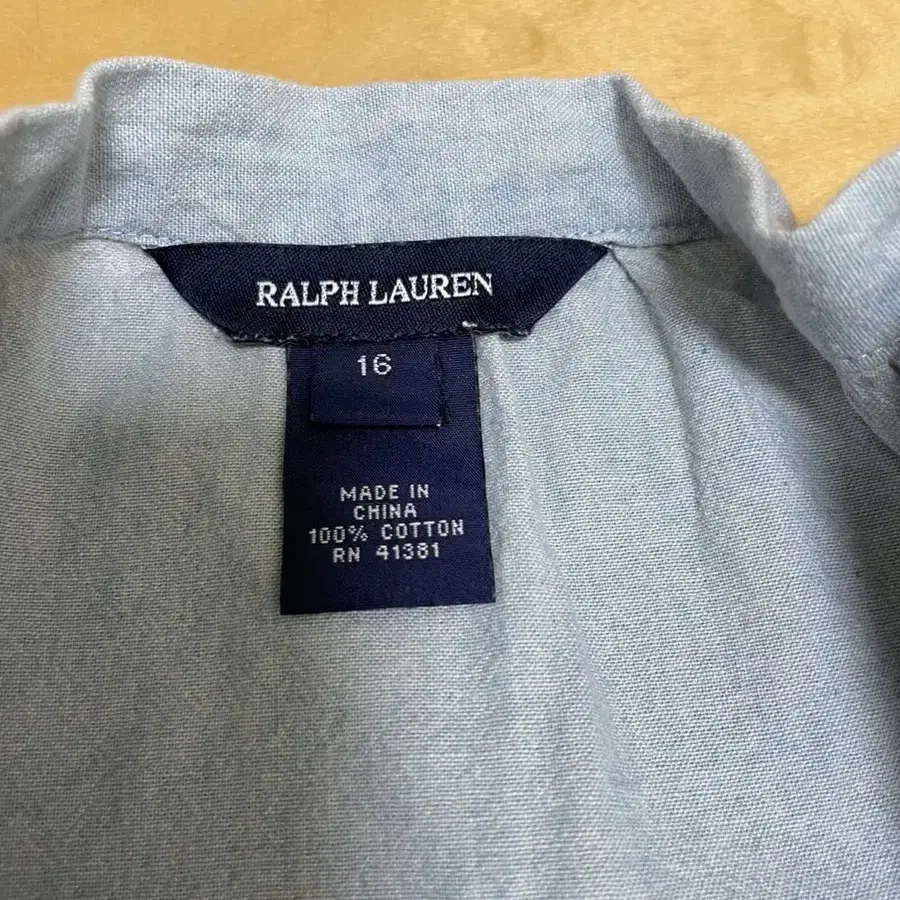 RALPH LAUREN
16
MADE IN
CHINA
100% COTTON
RN 41381